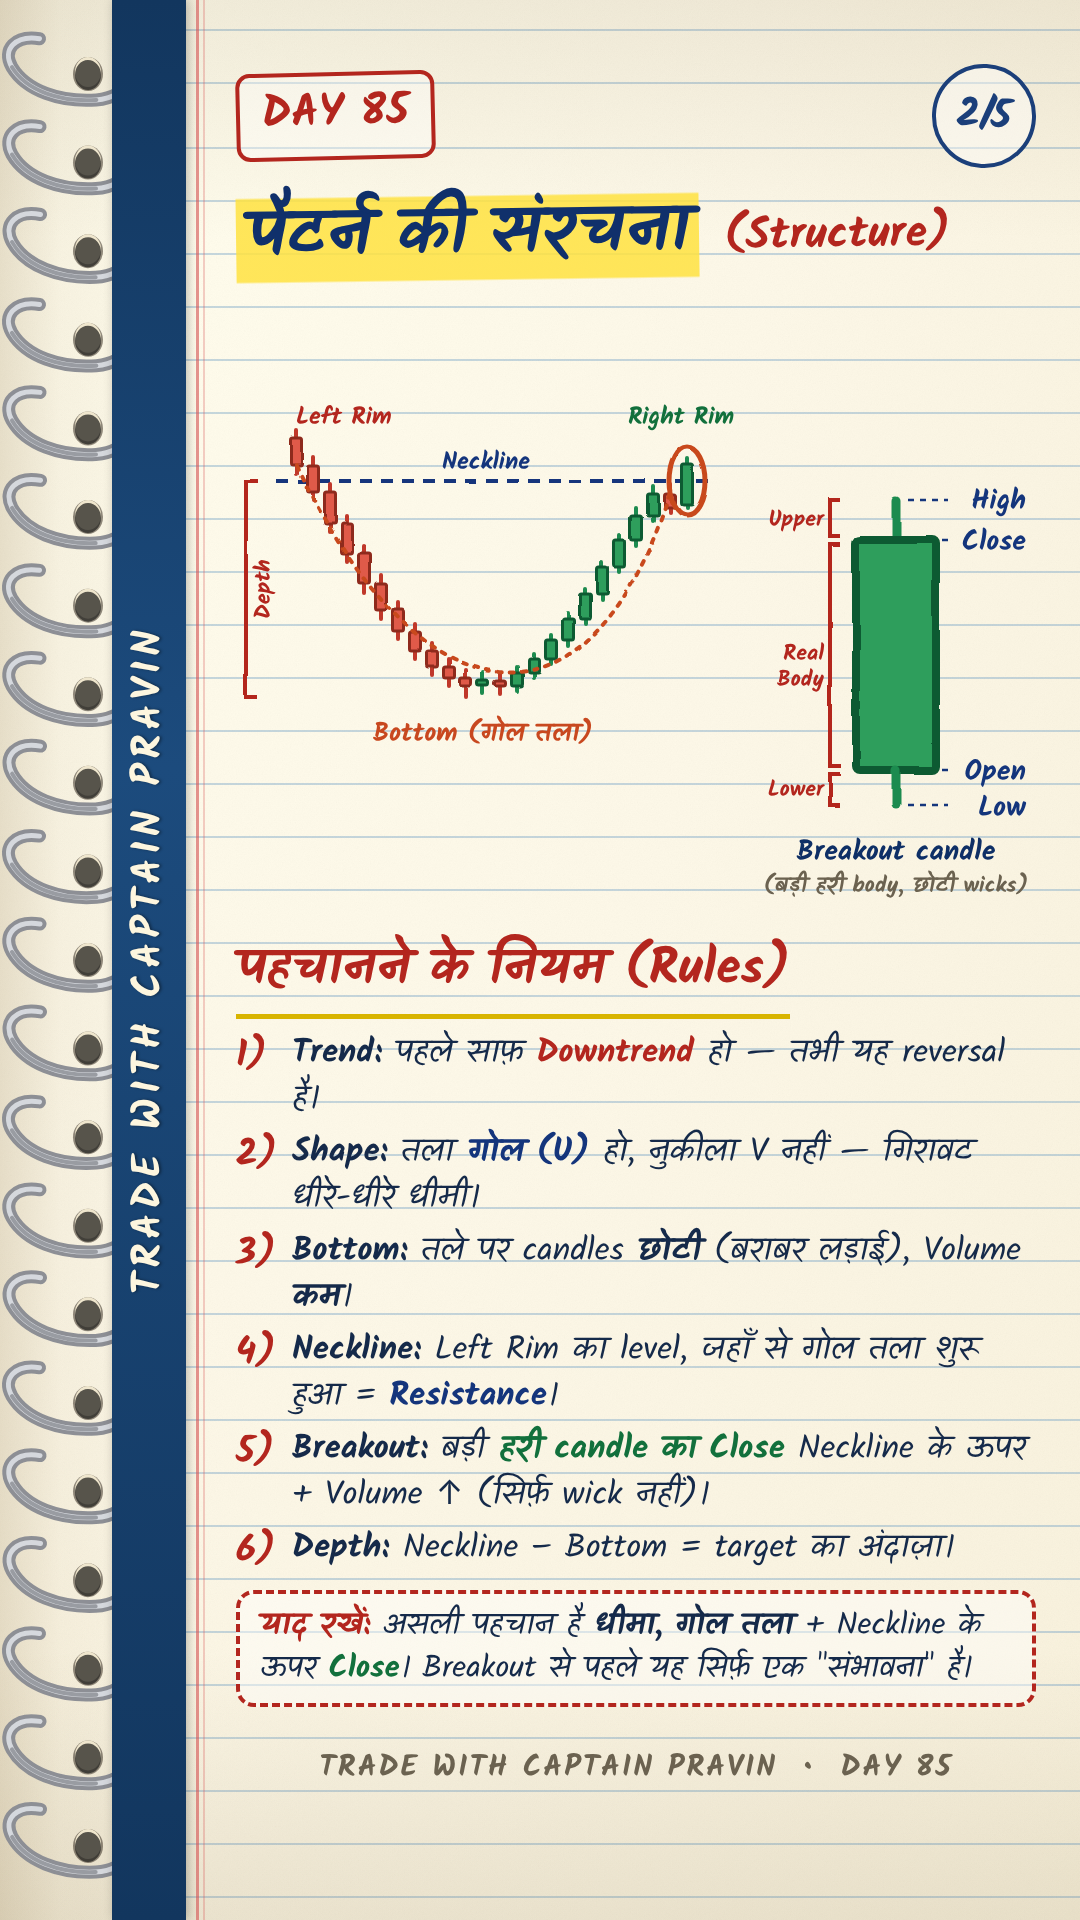 DAY 85
2/5
पैटर्न की संरचना (Structure)
Left Rim
Right Rim
Neckline
Depth
Bottom (गोल तला)
Upper
Real
Body
Lower
High
Close
Open
Low
Breakout candle
(बड़ी हरी body, छोटी wicks)
पहचानने के नियम (Rules)
1) Trend: पहले साफ़ Downtrend हो — तभी यह reversal
है।
2) Shape: तला गोल (U) हो, नुकीला V नहीं — गिरावट
धीरे-धीरे धीमी।
3) Bottom: तले पर candles छोटी (बराबर लड़ाई), Volume
कम।
4) Neckline: Left Rim का level, जहाँ से गोल तला शुरू
हुआ = Resistance।
5) Breakout: बड़ी हरी candle का Close Neckline के ऊपर
+ Volume ↑ (सिर्फ़ wick नहीं)।
6) Depth: Neckline – Bottom = target का अंदाज़ा।
याद रखें: असली पहचान है धीमा, गोल तला + Neckline के
ऊपर Close। Breakout से पहले यह सिर्फ़ एक "संभावना" है।
TRADE WITH CAPTAIN PRAVIN · DAY 85
TRADE WITH CAPTAIN PRAVIN